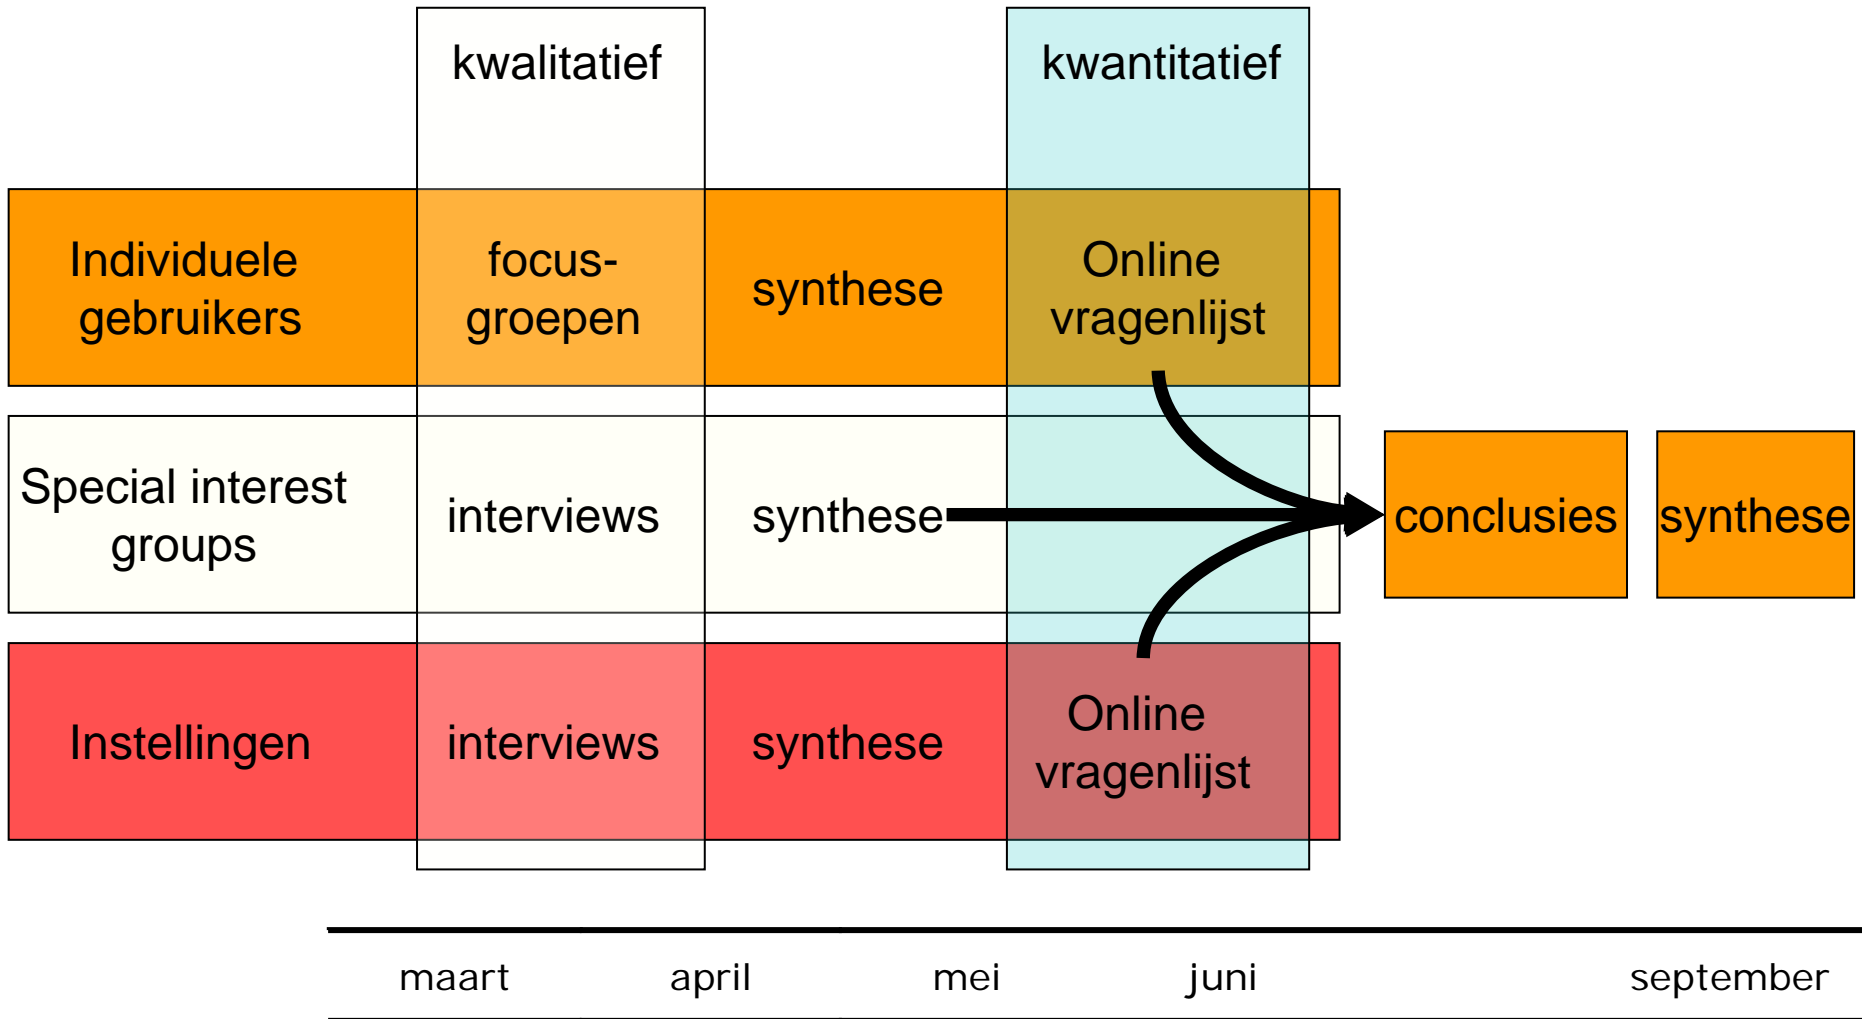 kwalitatief
kwantitatief
Individuele
gebruikers
focus-
groepen
synthese
Online
vragenlijst
Special interest
groups
interviews
synthese
conclusies
synthese
Instellingen
interviews
synthese
Online
vragenlijst
maart april mei juni september